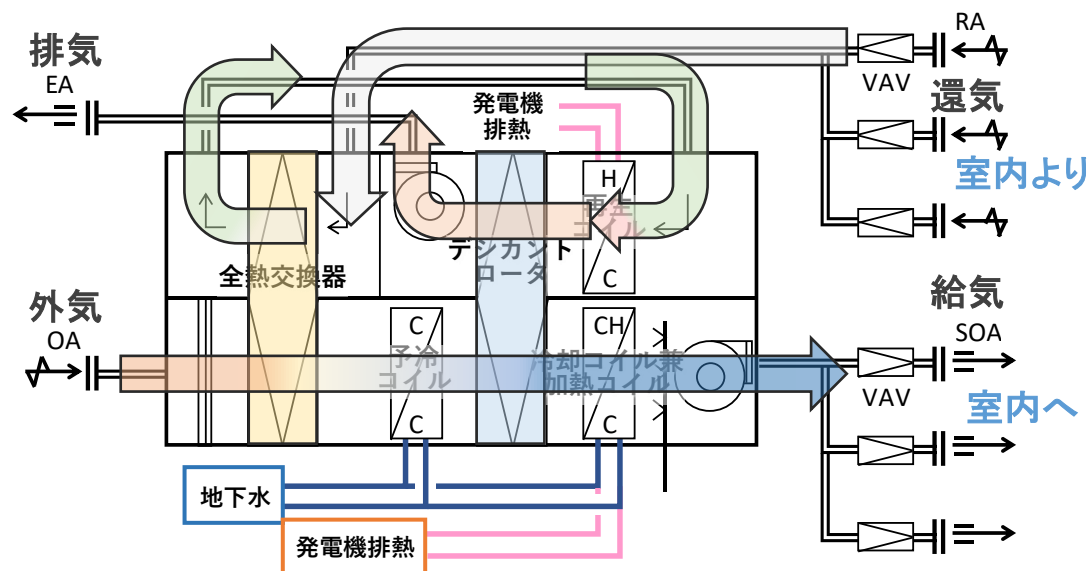 排気
EA
発電機
排熱
RA
VAV
還気
室内より
H
再生
コイル
C
デシカント
ロータ
全熱交換器
外気
OA
C
予冷
コイル
C
CH
冷却コイル兼
加熱コイル
C
給気
SOA
VAV
室内へ
地下水
発電機排熱